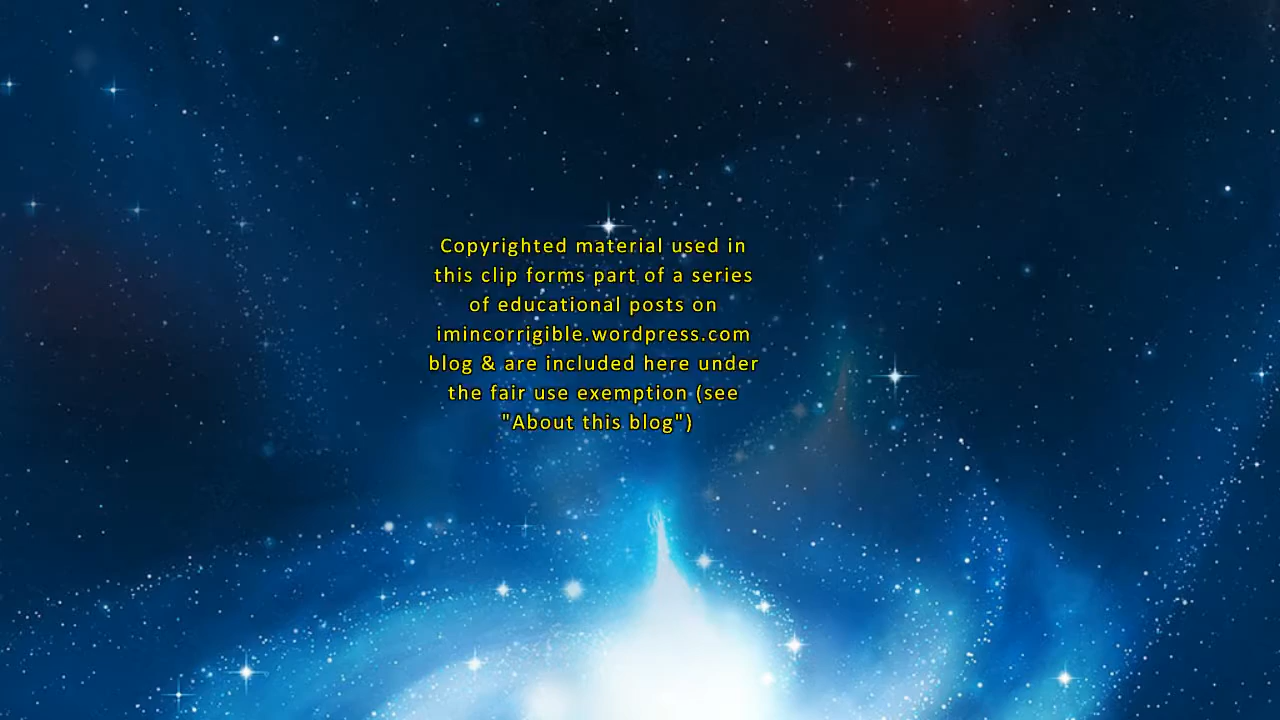 Copyrighted material used in
this clip forms part of a series
of educational posts on
imincorrigible.wordpress.com
blog & are included here under
the fair use exemption (see
"About this blog")